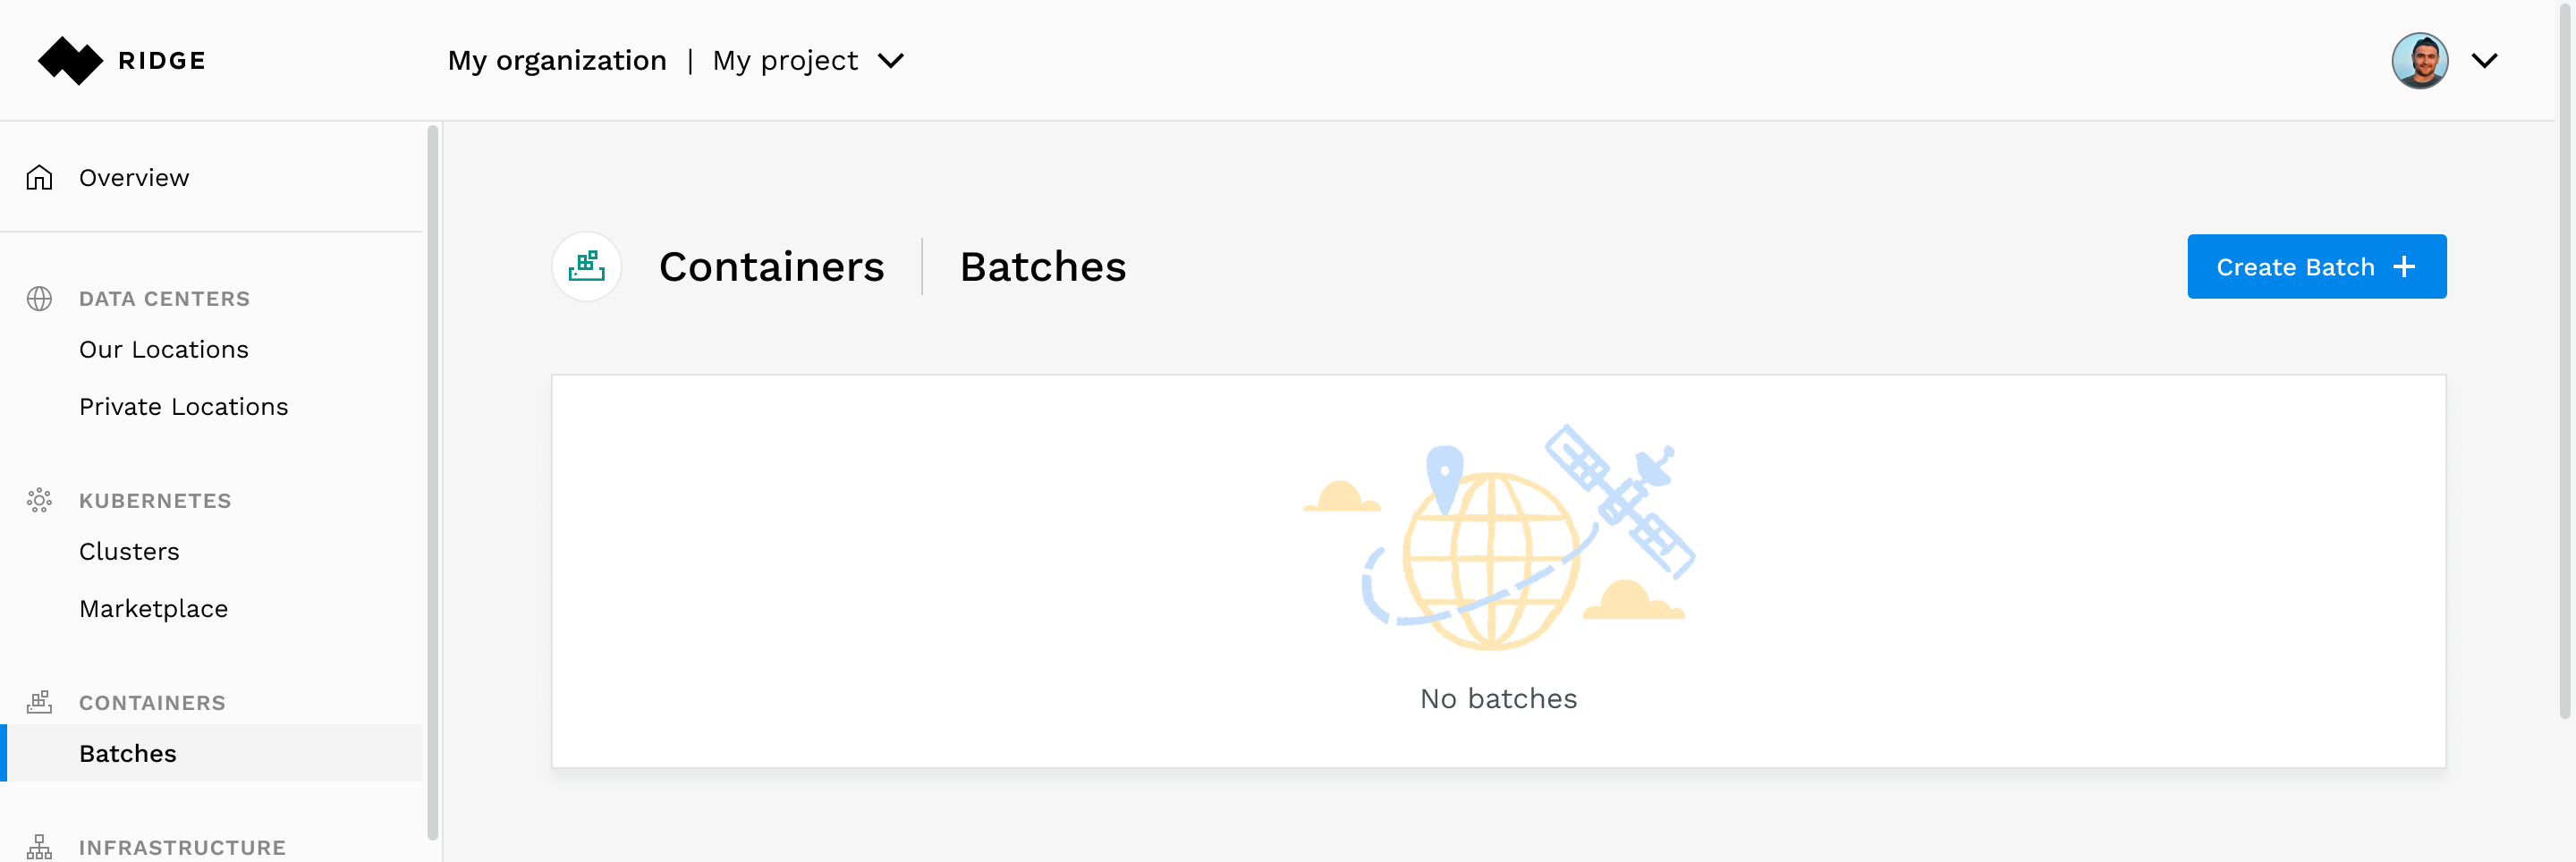 RIDGE
My organization | My project
Overview
DATA CENTERS
Our Locations
Private Locations
KUBERNETES
Clusters
Marketplace
CONTAINERS
Batches
INFRASTRUCTURE
Containers | Batches
Create Batch +
No batches